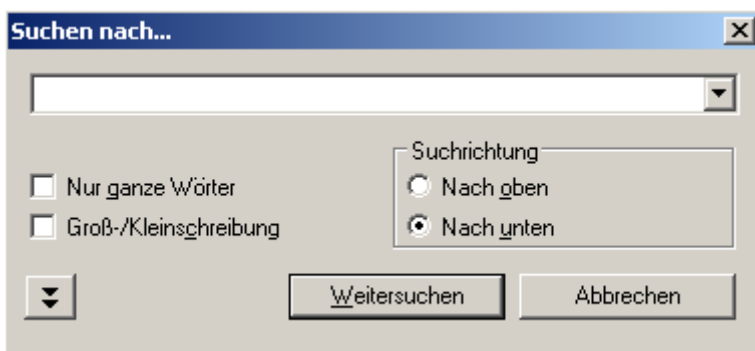 Suchen nach...
Suchrichtung
Nur ganze Wörter
Nach oben
Groß-/Kleinschreibung
Nach unten
Weitersuchen
Abbrechen